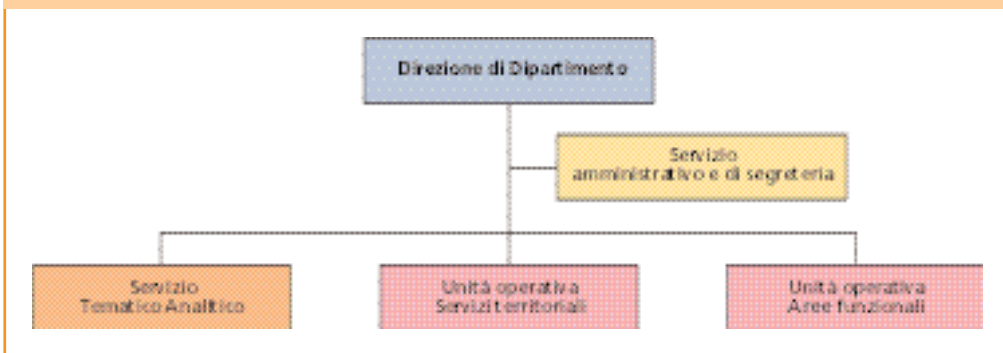 Direzione di Dipartimento
Servizio
amministrativo e di segreteria
Servizio
Tematico Analitico
Unità operativa
Servizi territoriali
Unità operativa
Aree funzionali